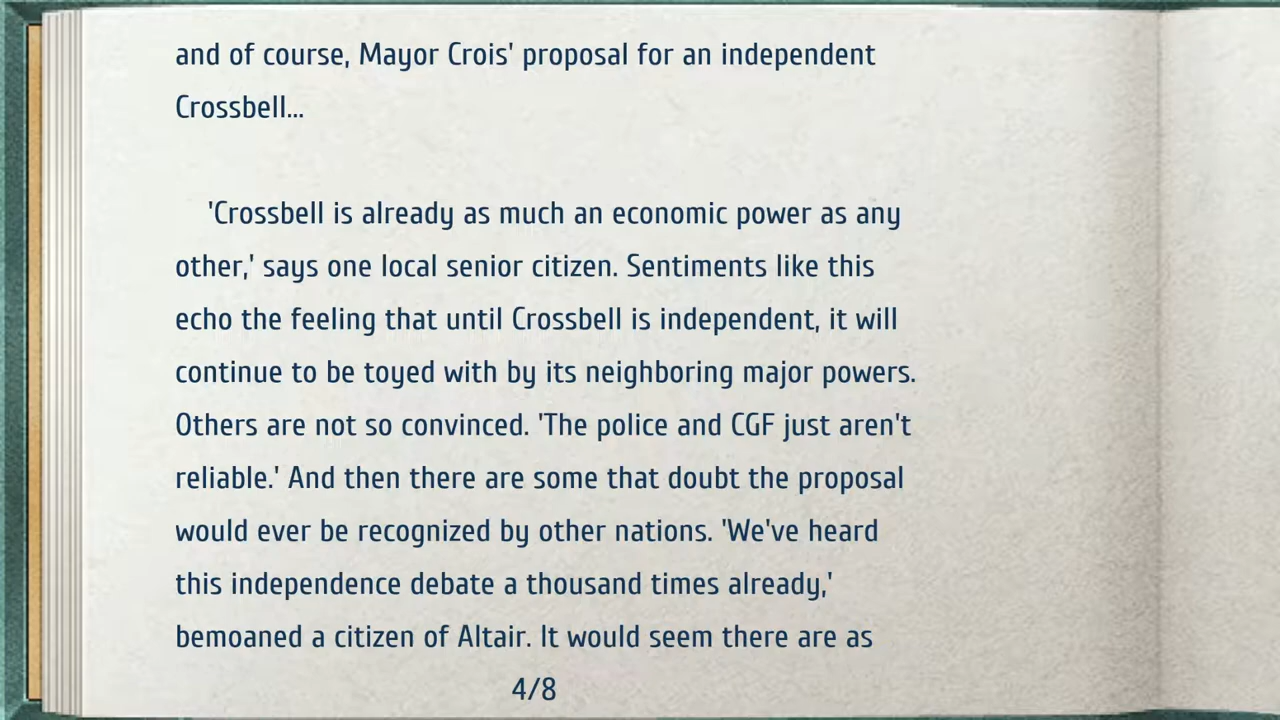 and of course, Mayor Crois' proposal for an independent
Crossbell...
'Crossbell is already as much an economic power as any
other,' says one local senior citizen. Sentiments like this
echo the feeling that until Crossbell is independent, it will
continue to be toyed with by its neighboring major powers.
Others are not so convinced. 'The police and CGF just aren't
reliable.' And then there are some that doubt the proposal
would ever be recognized by other nations. 'We've heard
this independence debate a thousand times already,'
bemoaned a citizen of Altair. It would seem there are as
4/8